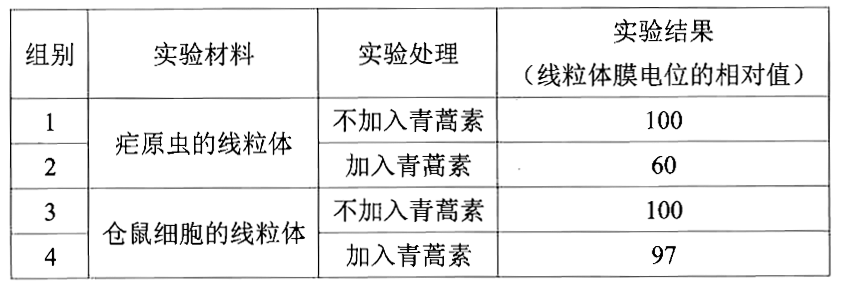 组别 实验材料 实验处理 实验结果
（线粒体膜电位的相对值）
1 疟原虫的线粒体 不加入青蒿素 100
2 加入青蒿素 60
3 仓鼠细胞的线粒体 不加入青蒿素 100
4 加入青蒿素 97